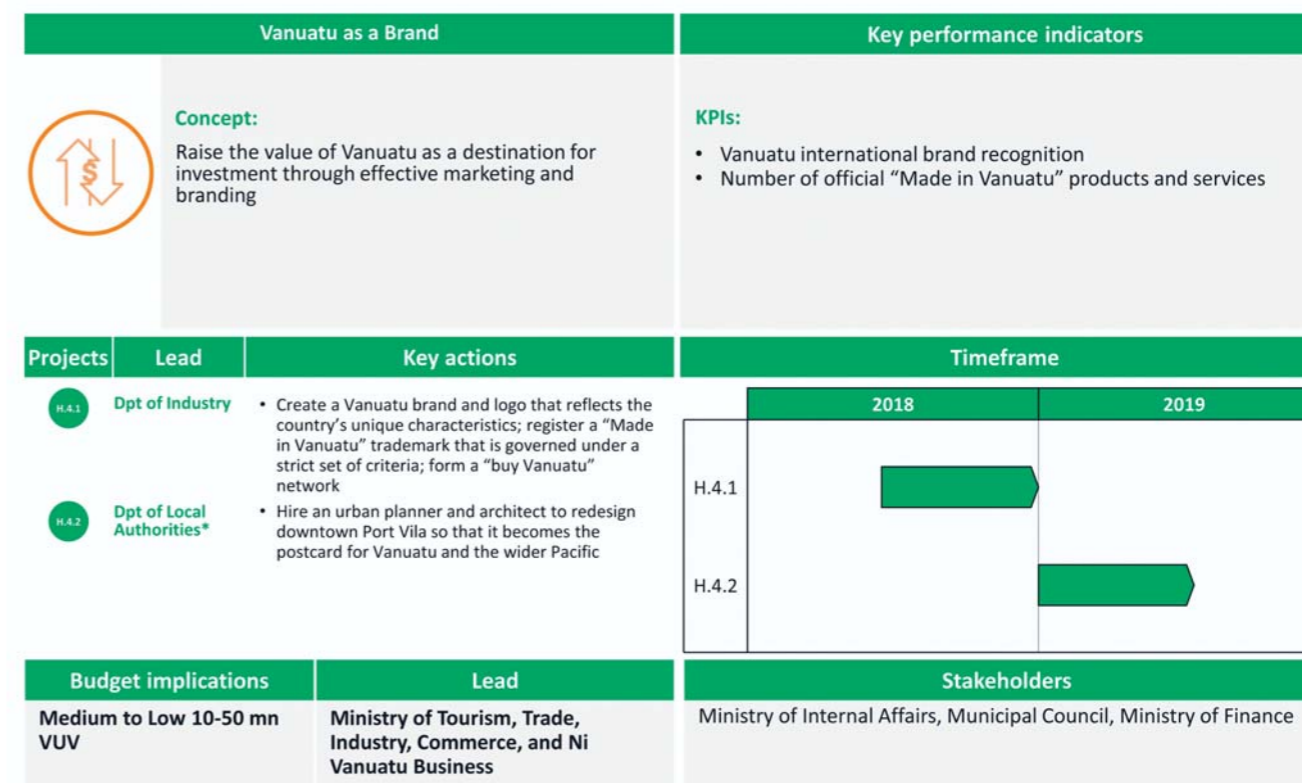 Vanuatu as a Brand
Key performance indicators
$
Concept:
Raise the value of Vanuatu as a destination for
investment through effective marketing and
branding
KPIs:
• Vanuatu international brand recognition
• Number of official “Made in Vanuatu” products and services
Projects
Lead
Key actions
Timeframe
H.4.1
Dpt of Industry
• Create a Vanuatu brand and logo that reflects the
country’s unique characteristics; register a “Made
in Vanuatu” trademark that is governed under a
strict set of criteria; form a “buy Vanuatu”
network
H.4.2
Dpt of Local
Authorities*
• Hire an urban planner and architect to redesign
downtown Port Vila so that it becomes the
postcard for Vanuatu and the wider Pacific
2018
2019
H.4.1
H.4.2
Budget implications
Lead
Stakeholders
Medium to Low 10-50 mn
VUV
Ministry of Tourism, Trade,
Industry, Commerce, and Ni
Vanuatu Business
Ministry of Internal Affairs, Municipal Council, Ministry of Finance